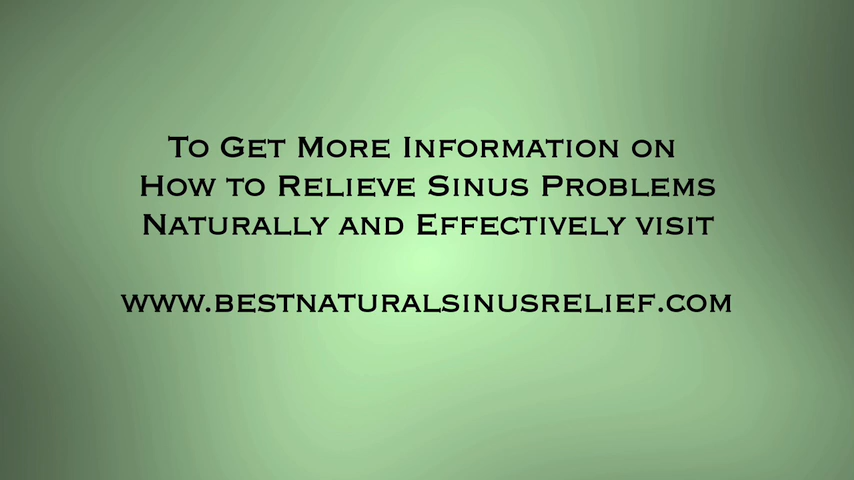 To Get More Information on
How to Relieve Sinus Problems
Naturally and Effectively visit
www.bestnaturalsinusrelief.com